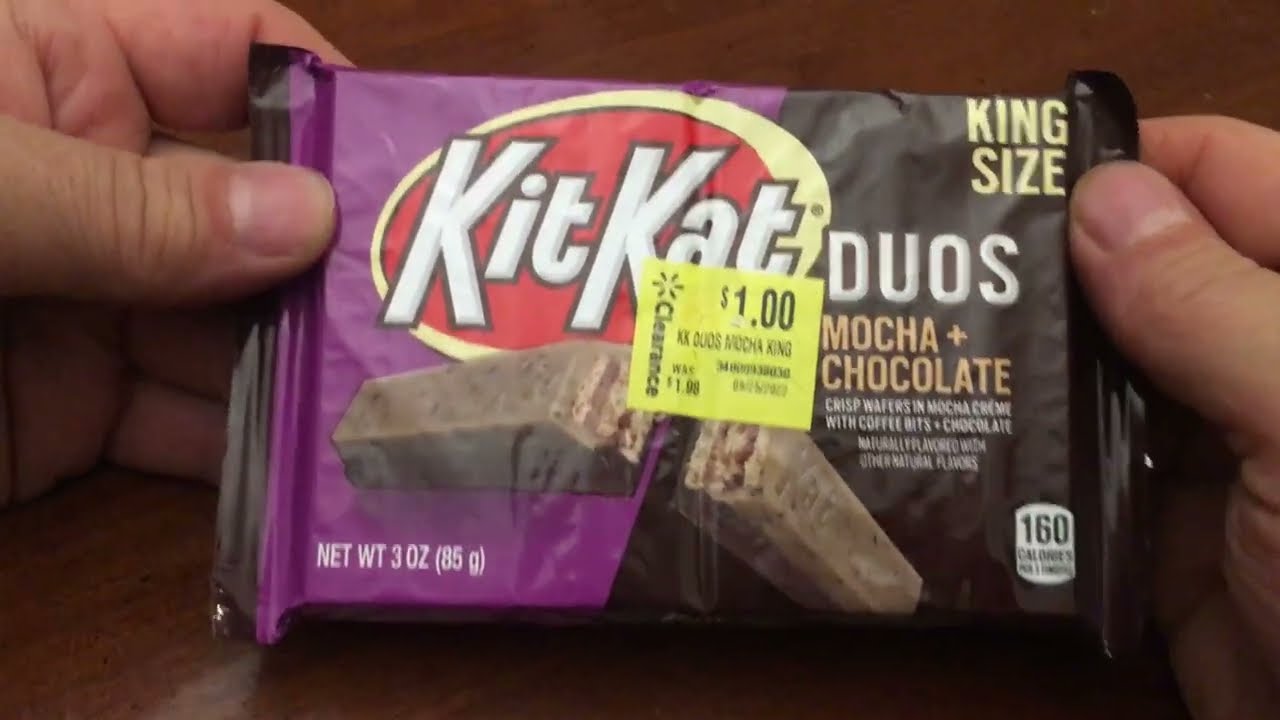 KING
SIZE
KitKat®
DUOS
MOCHA +
CHOCOLATE
CRISP WAFERS IN MOCHA CRÈME
WITH COFFEE BITS + CHOCOLATE
NATURALLY FLAVORED WITH
OTHER NATURAL FLAVORS
Clearance
$1.00
KK DUOS MOCHA KING
WAS
$1.98
NET WT 3 OZ (85 g)
160
CALORIES